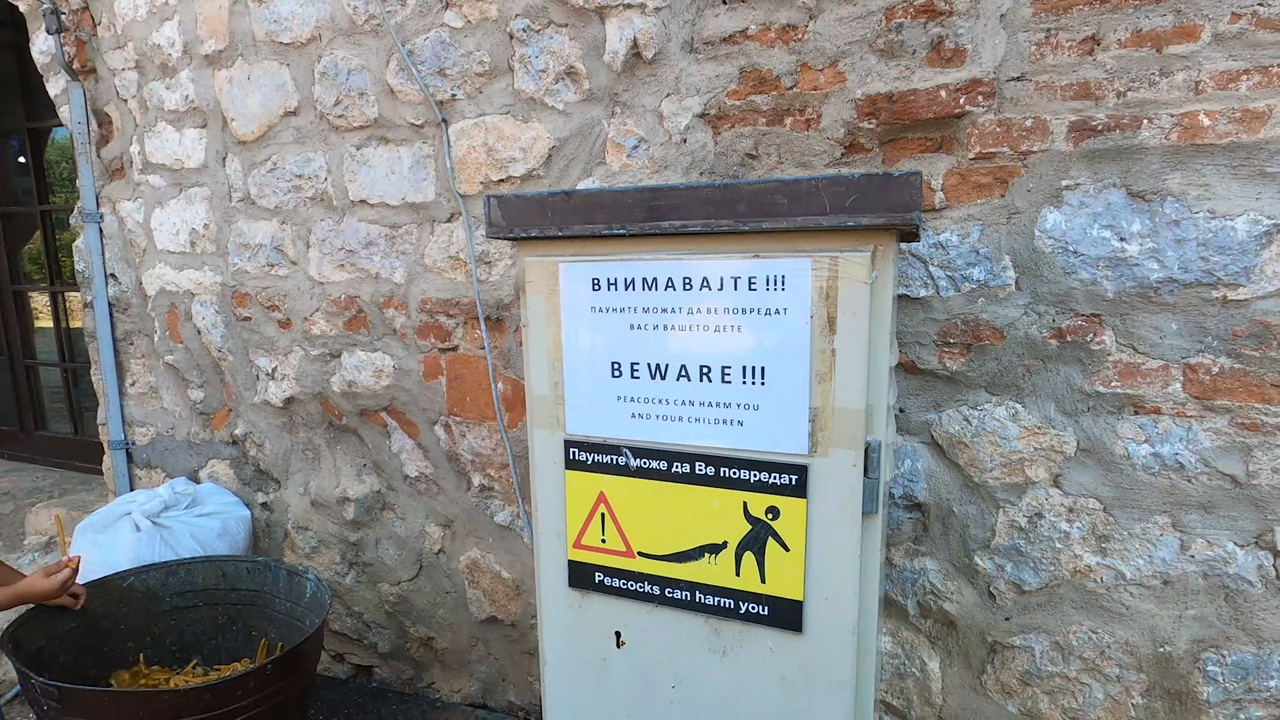 ВНИМАВАЈТЕ!!!
ПАУНИТЕ МОЖАТ ДА ВЕ ПОВРЕДАТ
ВАС И ВАШЕТО ДЕТЕ
BEWARE!!!
PEACOCKS CAN HARM YOU
AND YOUR CHILDREN
Пауните може да Ве повредат
!
Peacocks can harm you